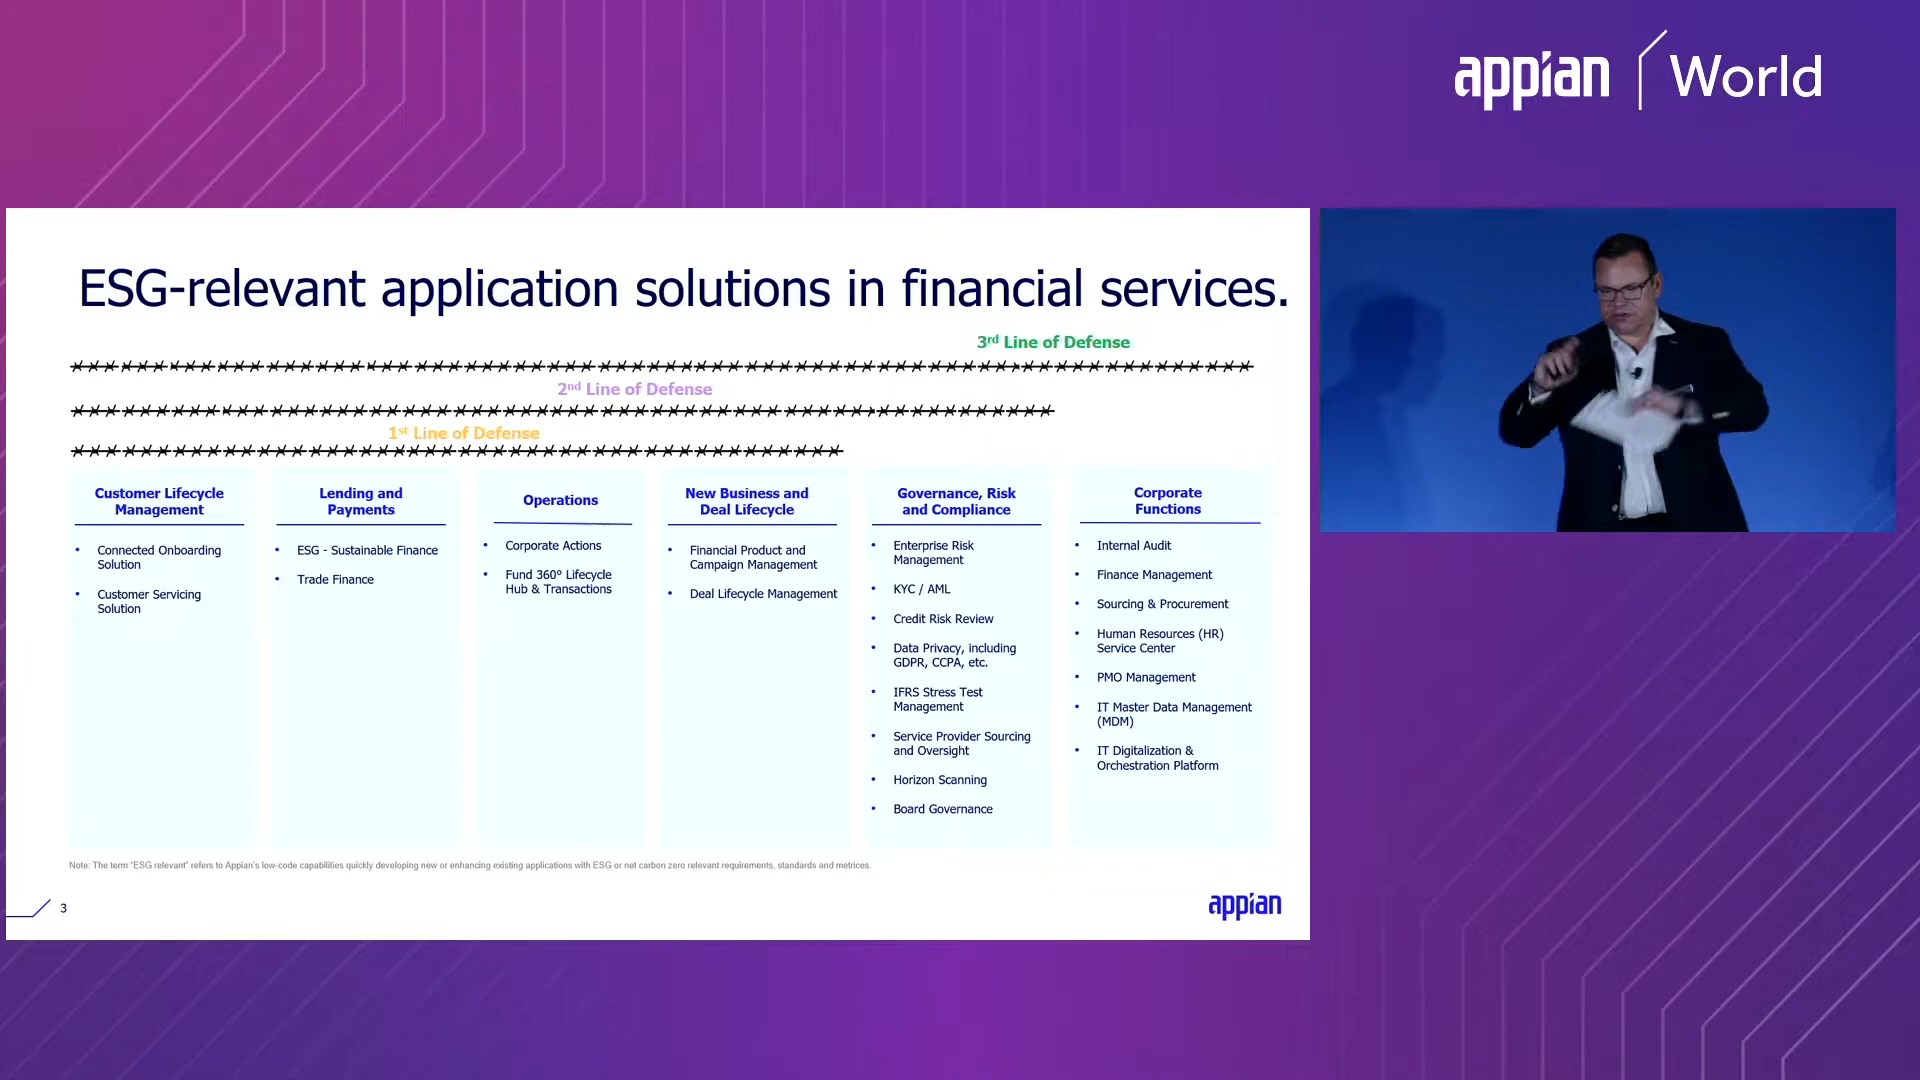 appian World
ESG-relevant application solutions in financial services.
3rd Line of Defense
2nd Line of Defense
1st Line of Defense
Customer Lifecycle
Management
• Connected Onboarding
Solution
• Customer Servicing
Solution
Lending and
Payments
• ESG - Sustainable Finance
• Trade Finance
Operations
• Corporate Actions
• Fund 360° Lifecycle
Hub & Transactions
New Business and
Deal Lifecycle
• Financial Product and
Campaign Management
• Deal Lifecycle Management
Governance, Risk
and Compliance
• Enterprise Risk
Management
• KYC / AML
• Credit Risk Review
• Data Privacy, including
GDPR, CCPA, etc.
• IFRS Stress Test
Management
• Service Provider Sourcing
and Oversight
• Horizon Scanning
• Board Governance
Corporate
Functions
• Internal Audit
• Finance Management
• Sourcing & Procurement
• Human Resources (HR)
Service Center
• PMO Management
• IT Master Data Management
(MDM)
• IT Digitalization &
Orchestration Platform
Note: The term "ESG relevant" refers to Appian's low-code capabilities quickly developing new or enhancing existing applications with ESG or net carbon zero relevant requirements, standards and metrices.
3
appian